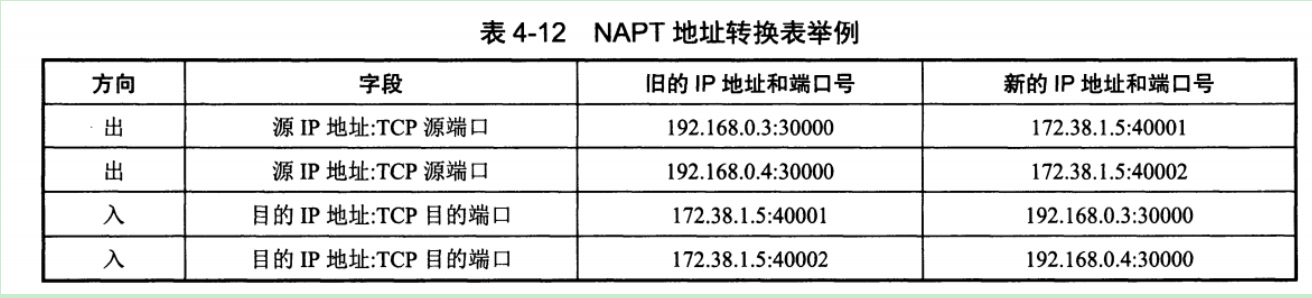 表 4-12 NAPT 地址转换表举例
方向 字段 旧的 IP 地址和端口号 新的 IP 地址和端口号
出 源 IP 地址:TCP 源端口 192.168.0.3:30000 172.38.1.5:40001
出 源 IP 地址:TCP 源端口 192.168.0.4:30000 172.38.1.5:40002
入 目的 IP 地址:TCP 目的端口 172.38.1.5:40001 192.168.0.3:30000
入 目的 IP 地址:TCP 目的端口 172.38.1.5:40002 192.168.0.4:30000